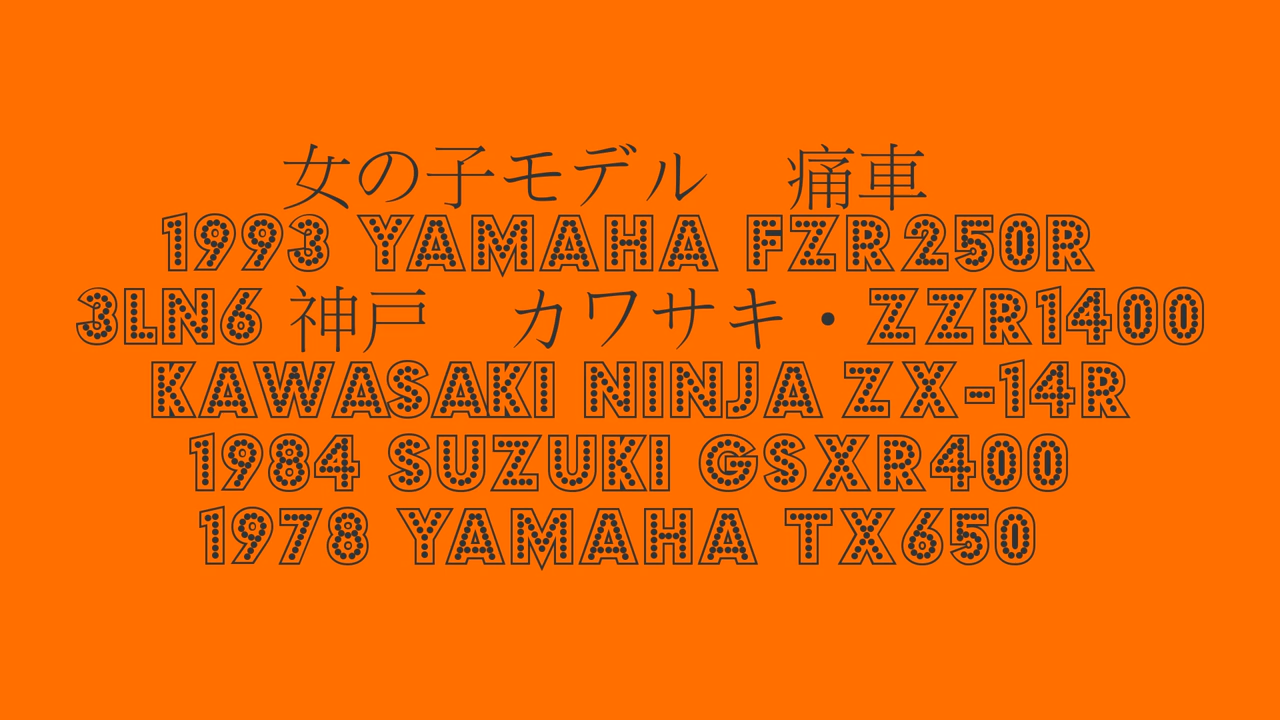 女の子モデル　痛車
1993 YAMAHA FZR250R
3LN6 神戸　カワサキ・ZZR1400
KAWASAKI NINJA ZX-14R
1984 SUZUKI GSXR400
1978 YAMAHA TX650